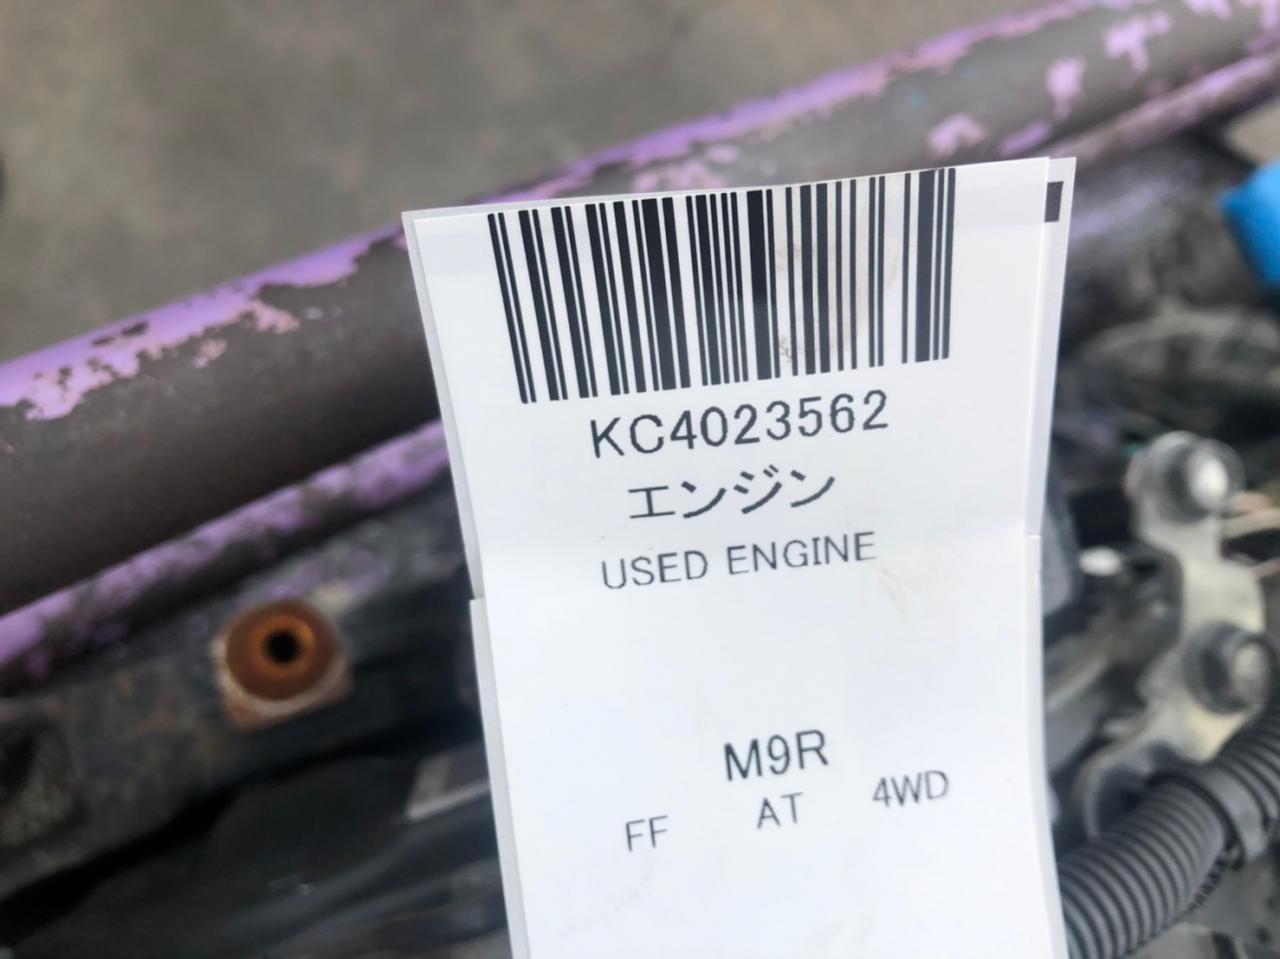 KC4023562
エンジン
USED ENGINE
M9R
FF AT 4WD